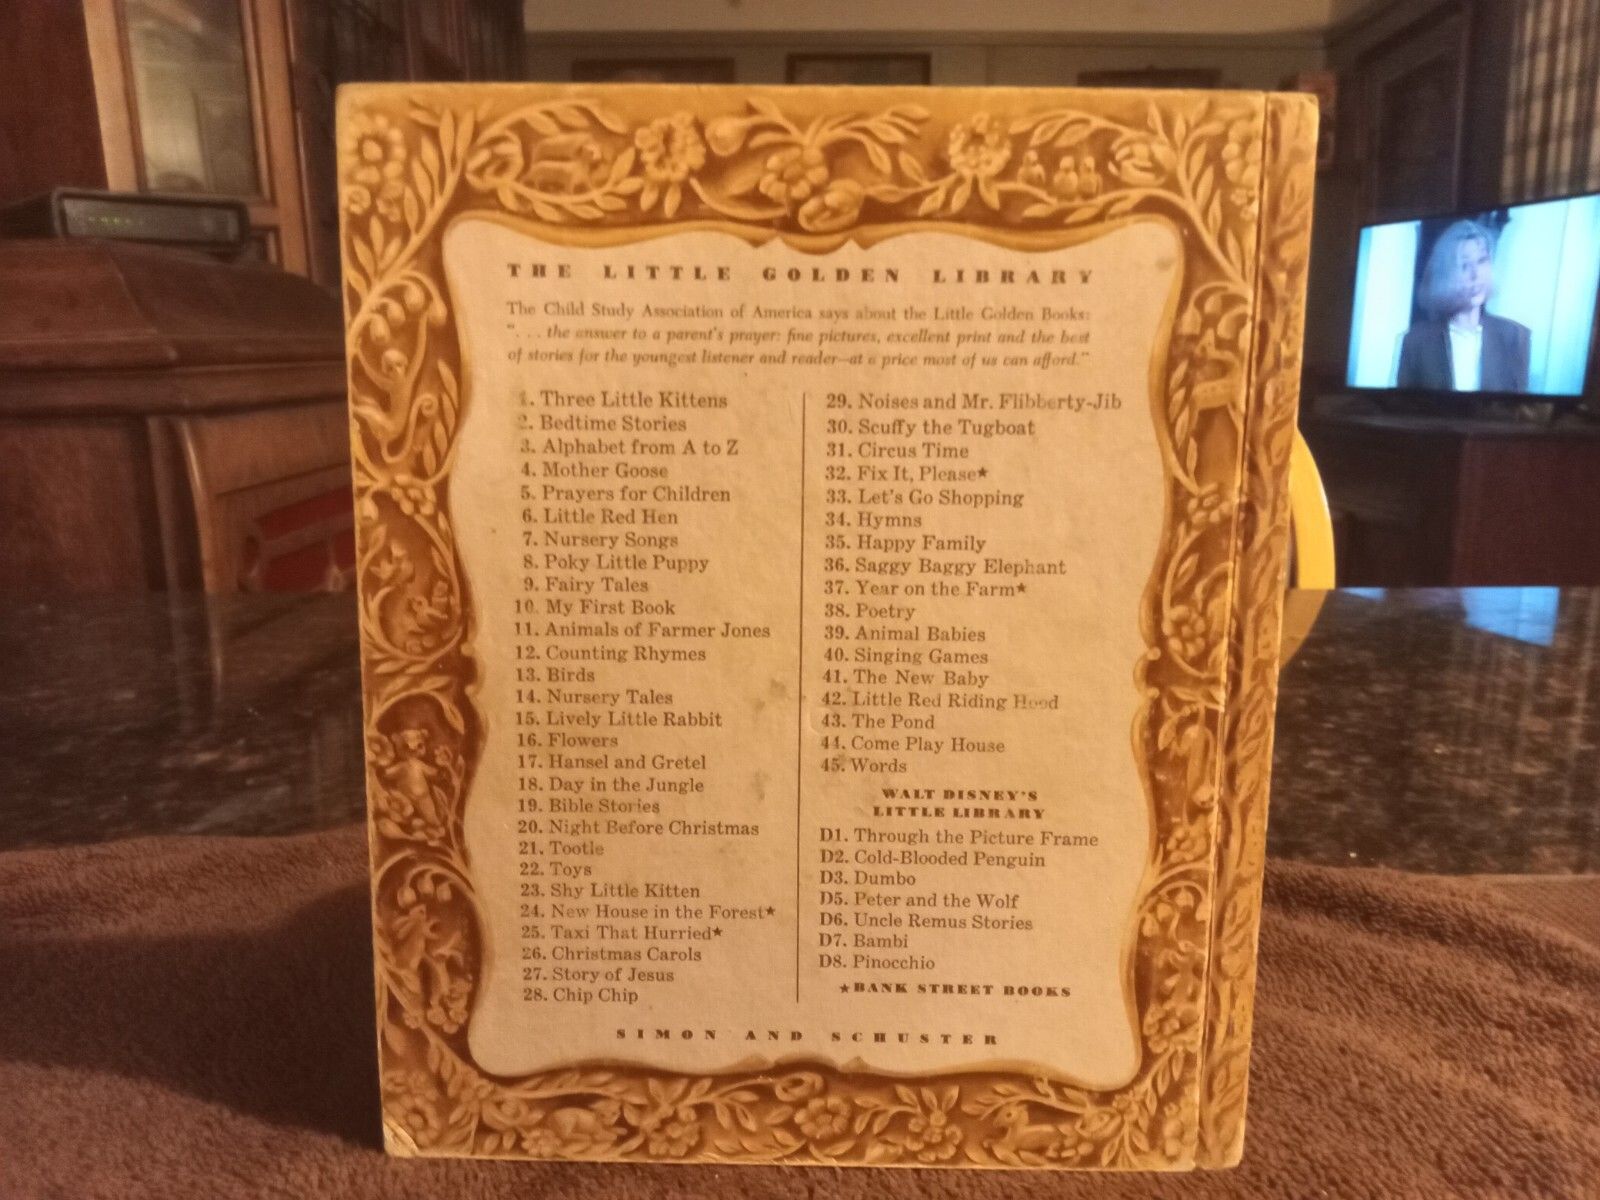 THE LITTLE GOLDEN LIBRARY
The Child Study Association of America says about the Little Golden Books:
". . . the answer to a parent's prayer: fine pictures, excellent print and the best
of stories for the youngest listener and reader—at a price most of us can afford."
1. Three Little Kittens
2. Bedtime Stories
3. Alphabet from A to Z
4. Mother Goose
5. Prayers for Children
6. Little Red Hen
7. Nursery Songs
8. Poky Little Puppy
9. Fairy Tales
10. My First Book
11. Animals of Farmer Jones
12. Counting Rhymes
13. Birds
14. Nursery Tales
15. Lively Little Rabbit
16. Flowers
17. Hansel and Gretel
18. Day in the Jungle
19. Bible Stories
20. Night Before Christmas
21. Tootle
22. Toys
23. Shy Little Kitten
24. New House in the Forest★
25. Taxi That Hurried★
26. Christmas Carols
27. Story of Jesus
28. Chip Chip
29. Noises and Mr. Flibberty-Jib
30. Scuffy the Tugboat
31. Circus Time
32. Fix It, Please★
33. Let's Go Shopping
34. Hymns
35. Happy Family
36. Saggy Baggy Elephant
37. Year on the Farm★
38. Poetry
39. Animal Babies
40. Singing Games
41. The New Baby
42. Little Red Riding Hood
43. The Pond
44. Come Play House
45. Words
WALT DISNEY'S
LITTLE LIBRARY
D1. Through the Picture Frame
D2. Cold-Blooded Penguin
D3. Dumbo
D5. Peter and the Wolf
D6. Uncle Remus Stories
D7. Bambi
D8. Pinocchio
★BANK STREET BOOKS
SIMON AND SCHUSTER